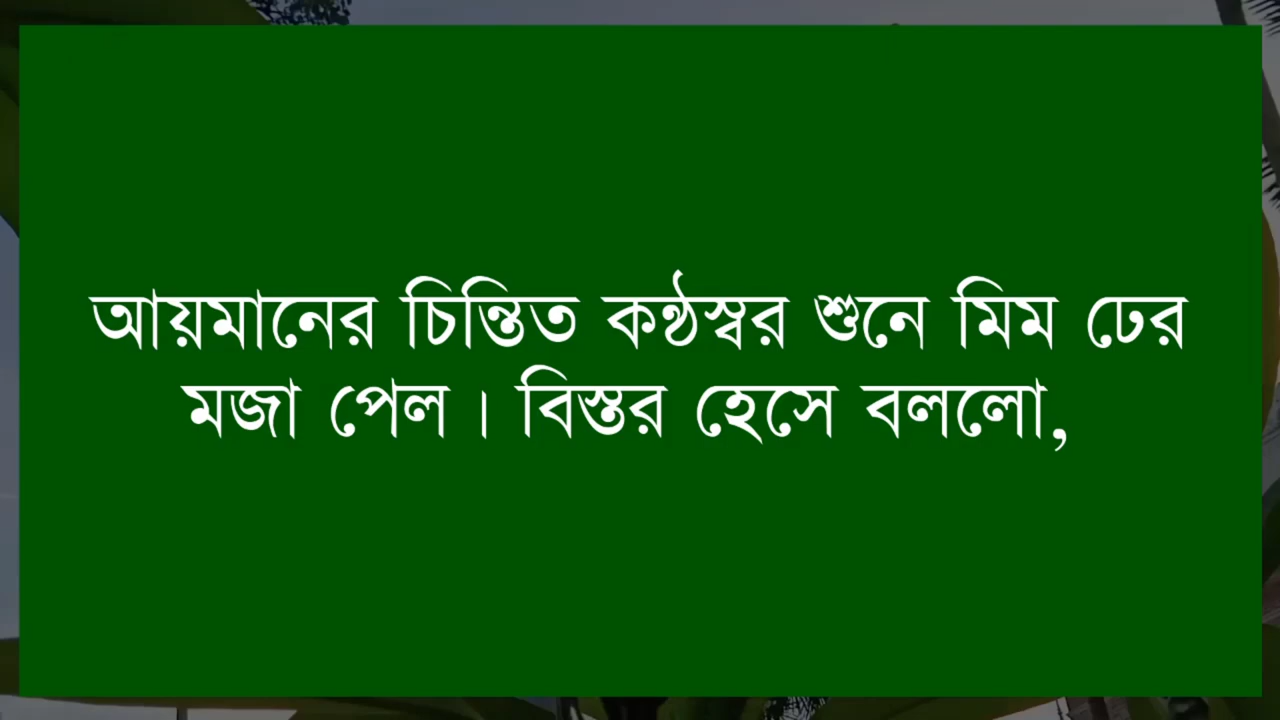 আয়মানের চিন্তিত কন্ঠস্বর শুনে মিম ঢের
মজা পেল। বিস্তর হেসে বললো,